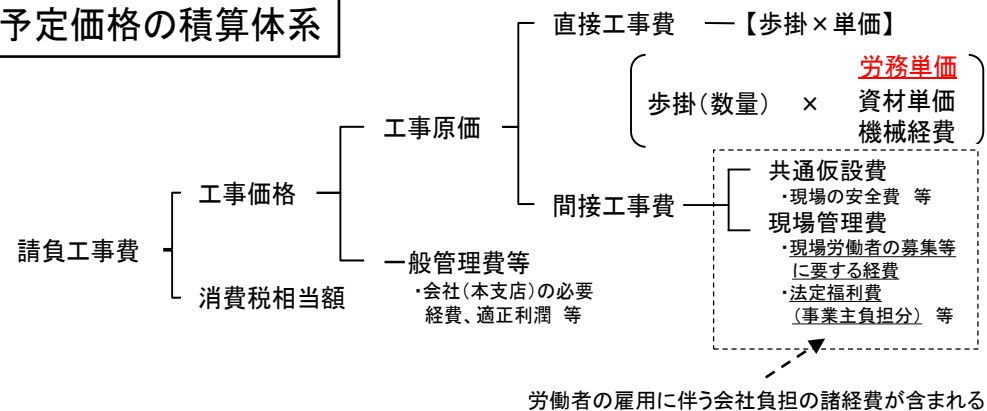 予定価格の積算体系
直接工事費
【歩掛×単価】
労務単価
歩掛(数量) × 資材単価
機械経費
工事原価
共通仮設費
・現場の安全費 等
工事価格
間接工事費
現場管理費
・現場労働者の募集等
に要する経費
・法定福利費
(事業主負担分) 等
請負工事費
一般管理費等
・会社(本支店)の必要
経費、適正利潤 等
消費税相当額
労働者の雇用に伴う会社負担の諸経費が含まれる